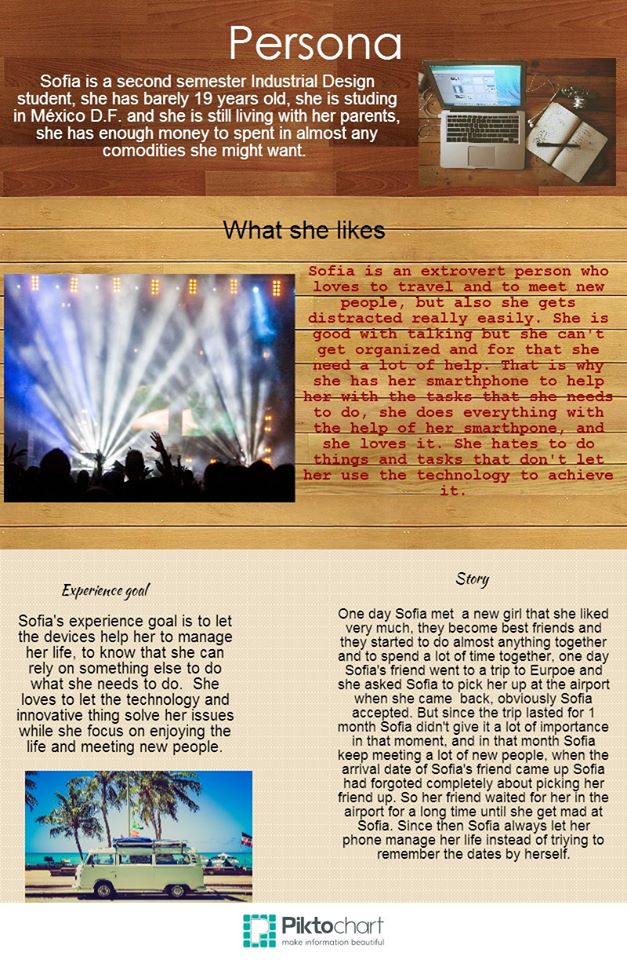 Persona
Sofia is a second semester Industrial Design
student, she has barely 19 years old, she is studing
in México D.F. and she is still living with her parents,
she has enough money to spent in almost any
comodities she might want.
What she likes
Sofia is an extrovert person who
loves to travel and to meet new
people, but also she gets
distracted really easily. She is
good with talking but she can't
get organized and for that she
need a lot of help. That is why
she has her smarthphone to help
her with the tasks that she needs
to do, she does everything with
the help of her smarthpone, and
she loves it. She hates to do
things and tasks that don't let
her use the technology to achieve
it.
Experience goal
Sofia's experience goal is to let
the devices help her to manage
her life, to know that she can
rely on something else to do
what she needs to do. She
loves to let the technology and
innovative thing solve her issues
while she focus on enjoying the
life and meeting new people.
Story
One day Sofia met a new girl that she liked
very much, they become best friends and
they started to do almost anything together
and to spend a lot of time together, one day
Sofia's friend went to a trip to Eurpoe and
she asked Sofia to pick her up at the airport
when she came back, obviously Sofia
accepted. But since the trip lasted for 1
month Sofia didn't give it a lot of importance
in that moment, and in that month Sofia
keep meeting a lot of new people, when the
arrival date of Sofia's friend came up Sofia
had forgoted completely about picking her
friend up. So her friend waited for her in the
airport for a long time until she get mad at
Sofia. Since then Sofia always let her
phone manage her life instead of triying to
remember the dates by herself.
Piktochart
make information beautiful